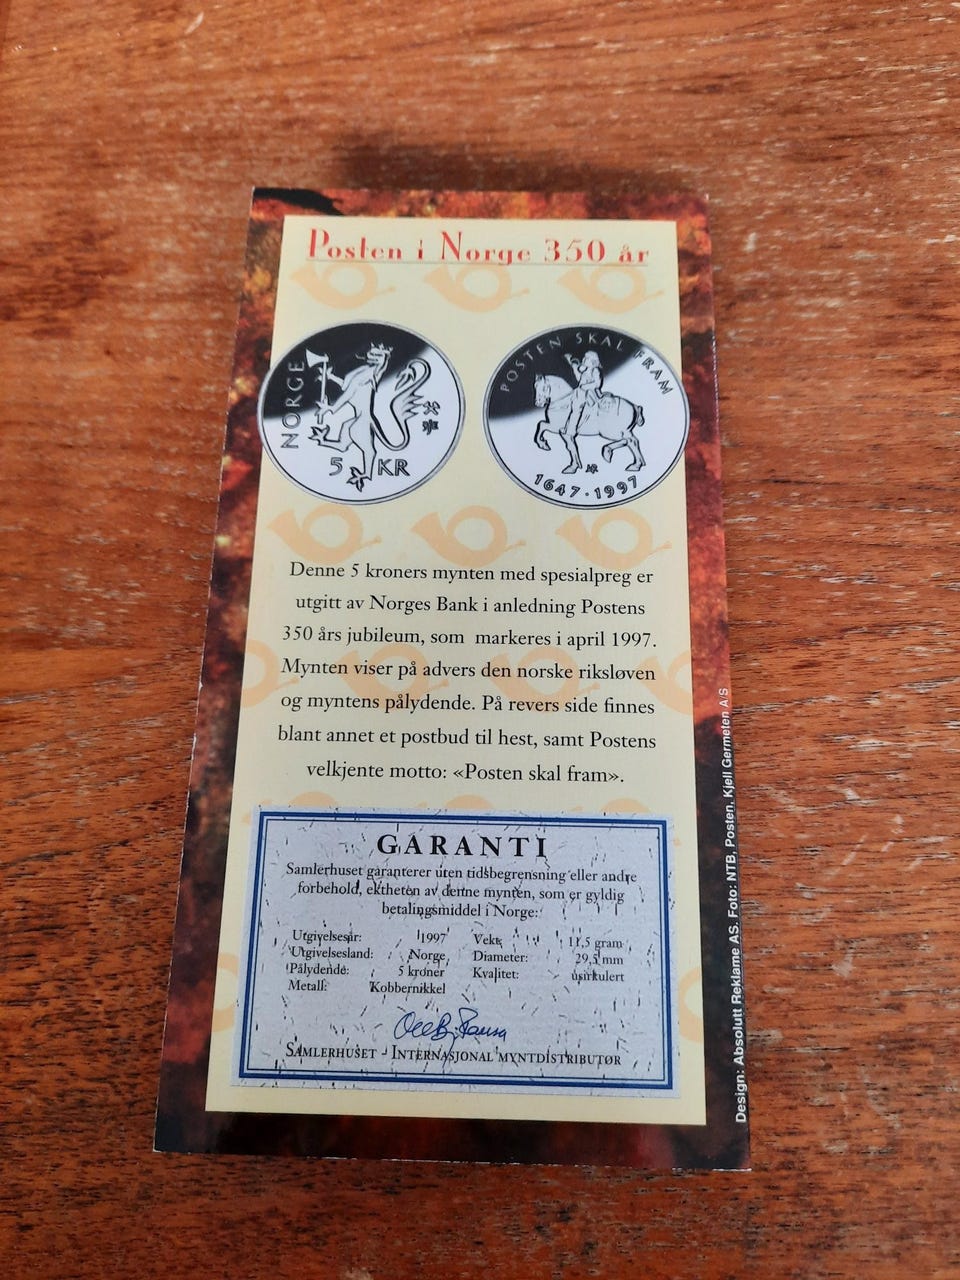 Posten i Norge 350 år
NORGE
5 KR
POSTEN SKAL FRAM
1647 · 1997
Denne 5 kroners mynten med spesialpreg er
utgitt av Norges Bank i anledning Postens
350 års jubileum, som markeres i april 1997.
Mynten viser på advers den norske riksløven
og myntens pålydende. På revers side finnes
blant annet et postbud til hest, samt Postens
velkjente motto: «Posten skal fram».
GARANTI
Samlerhuset garanterer uten tidsbegrensning eller andre
forbehold, ektheten av denne mynten, som er gyldig
betalingsmiddel i Norge:
Utgivelsesår: 1997 Vekt: 11,5 gram
Utgivelsesland: Norge Diameter: 29,5 mm
Pålydende: 5 kroner Kvalitet: usirkulert
Metall: Kobbernikkel
SAMLERHUSET - INTERNASJONAL MYNTDISTRIBUTØR
Design: Absolutt Reklame AS. Foto: NTB, Posten, Kjell Germeten A/S